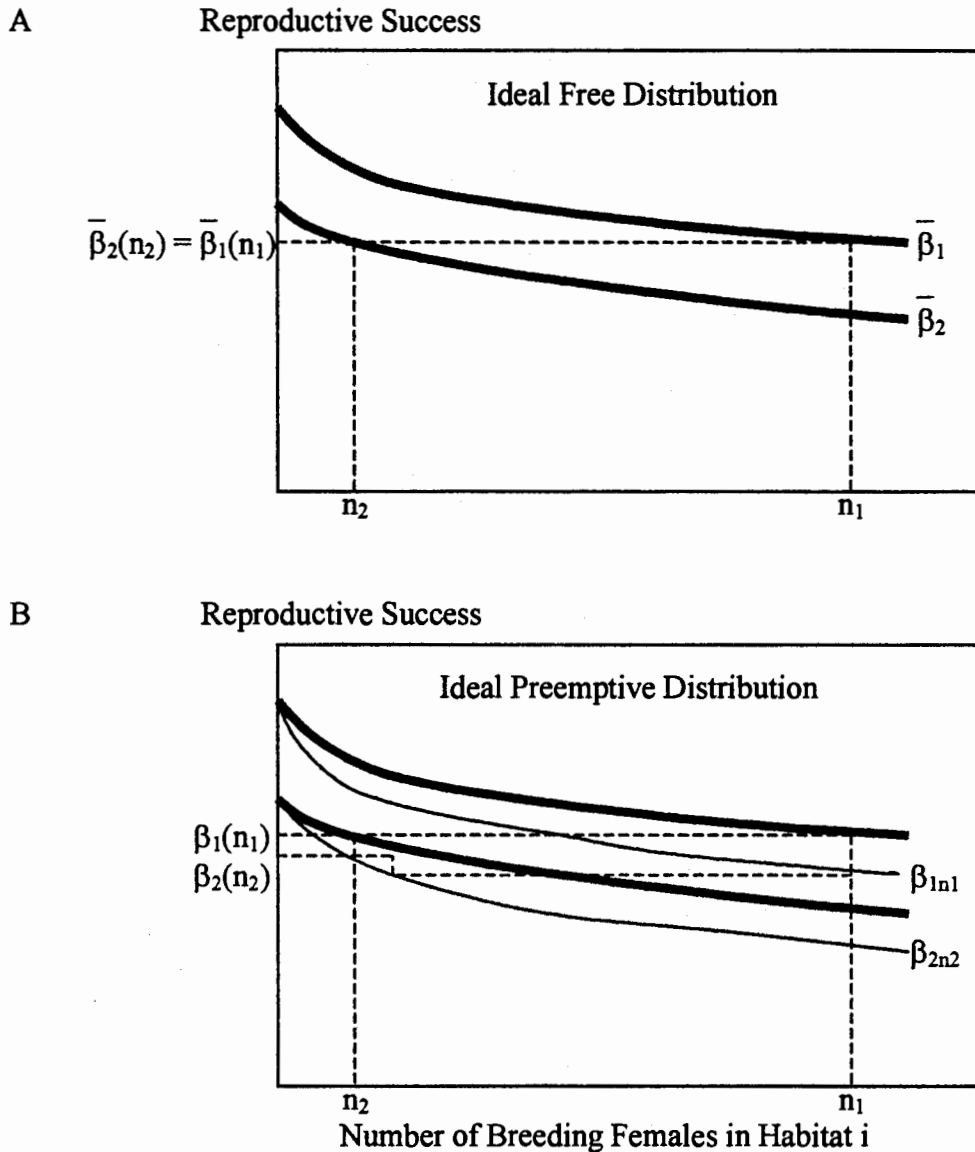 A
Reproductive Success
Ideal Free Distribution
β̅₂(n₂) = β̅₁(n₁)
β̅₁
β̅₂
n₂
n₁
B
Reproductive Success
Ideal Preemptive Distribution
β₁(n₁)
β₂(n₂)
β₁ₙ₁
β₂ₙ₂
n₂
n₁
Number of Breeding Females in Habitat i